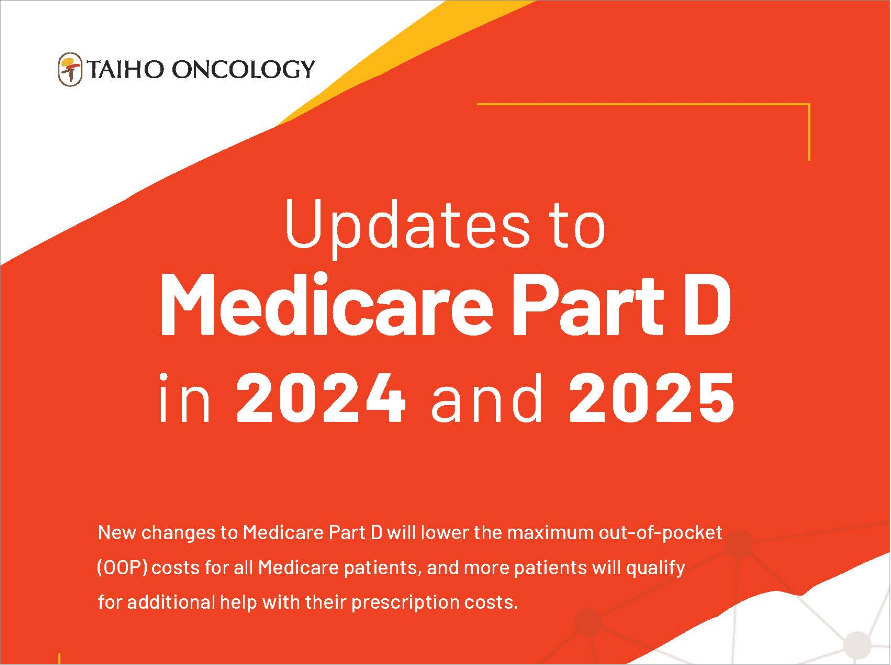 TAIHO ONCOLOGY
Updates to
Medicare Part D
in 2024 and 2025
New changes to Medicare Part D will lower the maximum out-of-pocket
(OOP) costs for all Medicare patients, and more patients will qualify
for additional help with their prescription costs.